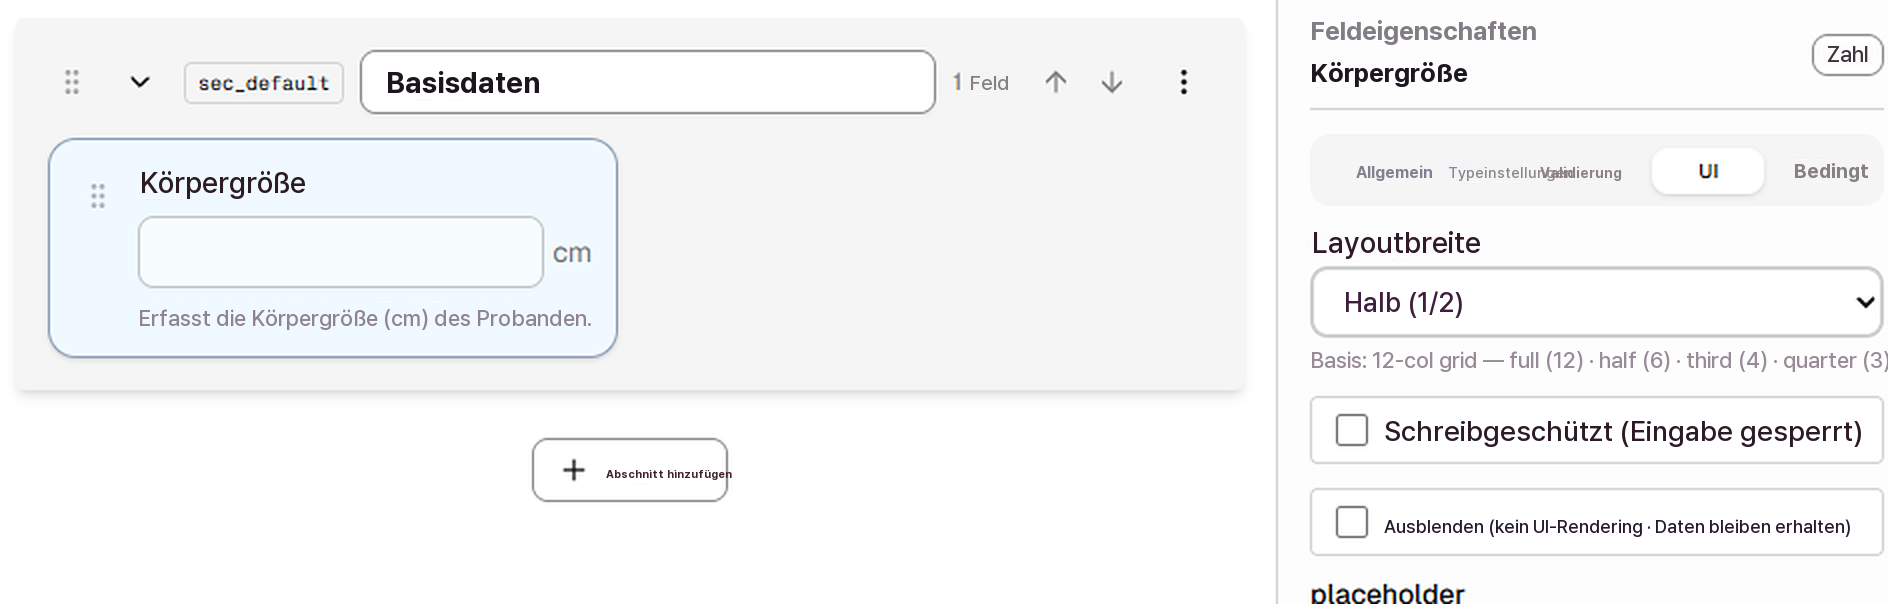 sec_default
Basisdaten
1 Feld
Körpergröße
cm
Erfasst die Körpergröße (cm) des Probanden.
Abschnitt hinzufügen
Feldeigenschaften
Körpergröße
Zahl
Allgemein
Typeinstellungen
Validierung
UI
Bedingt
Layoutbreite
Halb (1/2)
Basis: 12-col grid — full (12) · half (6) · third (4) · quarter (3)
Schreibgeschützt (Eingabe gesperrt)
Ausblenden (kein UI-Rendering · Daten bleiben erhalten)
placeholder